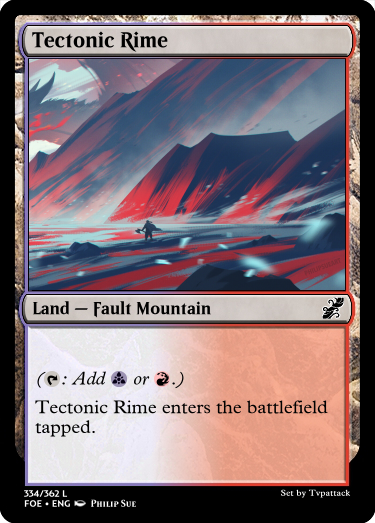 Tectonic Rime
Land — Fault Mountain
(: Add or .)
Tectonic Rime enters the battlefield
tapped.
334/362 L
FOE • ENG Philip Sue
Set by Tvpattack